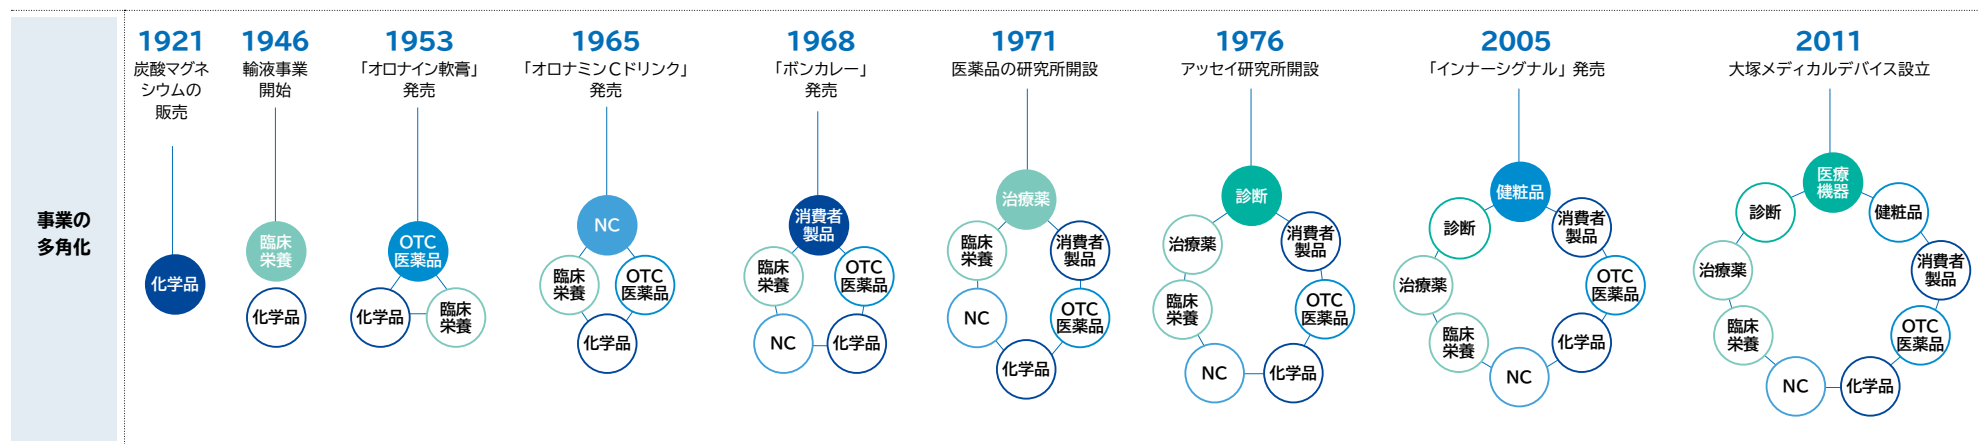 事業の
多角化
1921
炭酸マグネ
シウムの
販売
化学品
1946
輸液事業
開始
臨床
栄養
化学品
1953
「オロナイン軟膏」
発売
OTC
医薬品
化学品
臨床
栄養
1965
「オロナミンCドリンク」
発売
NC
臨床
栄養
OTC
医薬品
化学品
1968
「ボンカレー」
発売
消費者
製品
臨床
栄養
OTC
医薬品
NC
化学品
1971
医薬品の研究所開設
治療薬
臨床
栄養
消費者
製品
NC
OTC
医薬品
化学品
1976
アッセイ研究所開設
診断
治療薬
消費者
製品
臨床
栄養
OTC
医薬品
NC
化学品
2005
「インナーシグナル」発売
健粧品
診断
消費者
製品
治療薬
OTC
医薬品
臨床
栄養
化学品
NC
2011
大塚メディカルデバイス設立
医療
機器
診断
健粧品
治療薬
消費者
製品
臨床
栄養
OTC
医薬品
NC
化学品